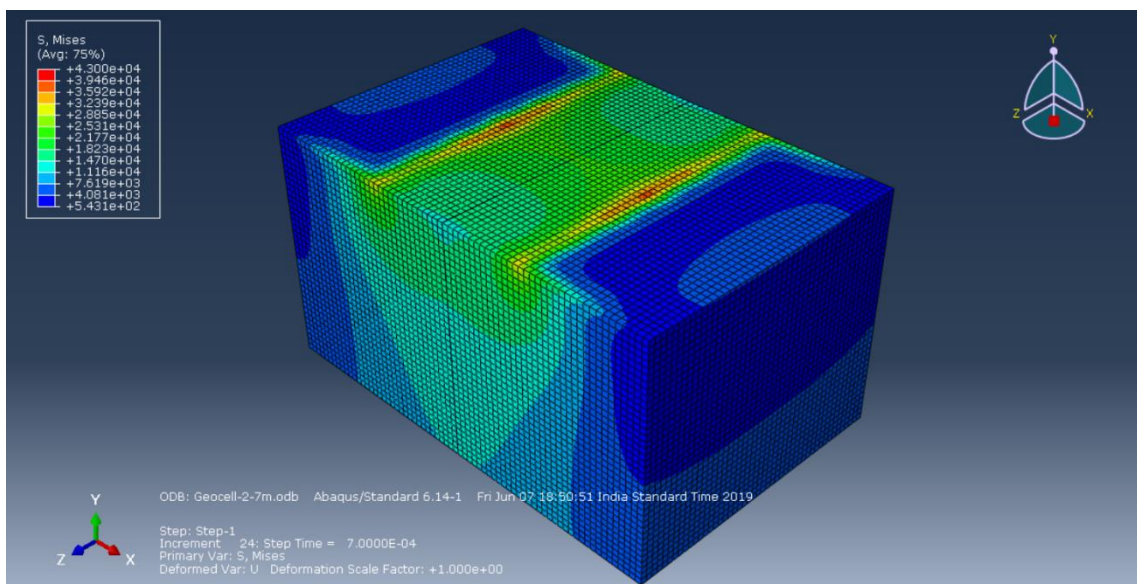 S, Mises
(Avg: 75%)
+4.300e+04
+3.946e+04
+3.592e+04
+3.239e+04
+2.885e+04
+2.531e+04
+2.177e+04
+1.823e+04
+1.470e+04
+1.116e+04
+7.619e+03
+4.081e+03
+5.431e+02
Y
Z X
ODB: Geocell-2-7m.odb Abaqus/Standard 6.14-1 Fri Jun 07 18:50:51 India Standard Time 2019
Y
Z X
Step: Step-1
Increment 24: Step Time = 7.0000E-04
Primary Var: S, Mises
Deformed Var: U Deformation Scale Factor: +1.000e+00